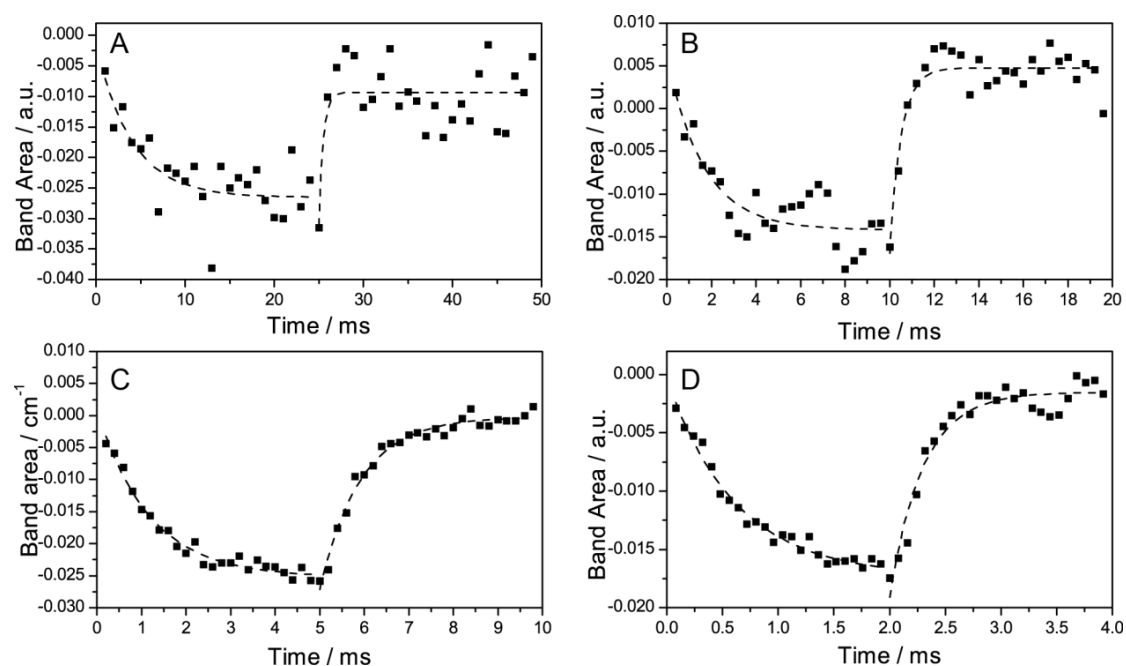 A
0.000
-0.005
-0.010
-0.015
-0.020
-0.025
-0.030
-0.035
-0.040
Band Area / a.u.
0 10 20 30 40 50
Time / ms
B
0.010
0.005
0.000
-0.005
-0.010
-0.015
-0.020
Band Area / a.u.
0 2 4 6 8 10 12 14 16 18 20
Time / ms
C
0.010
0.005
0.000
-0.005
-0.010
-0.015
-0.020
-0.025
-0.030
Band area / cm⁻¹
0 1 2 3 4 5 6 7 8 9 10
Time / ms
D
0.000
-0.005
-0.010
-0.015
-0.020
Band Area / a.u.
0.0 0.5 1.0 1.5 2.0 2.5 3.0 3.5 4.0
Time / ms